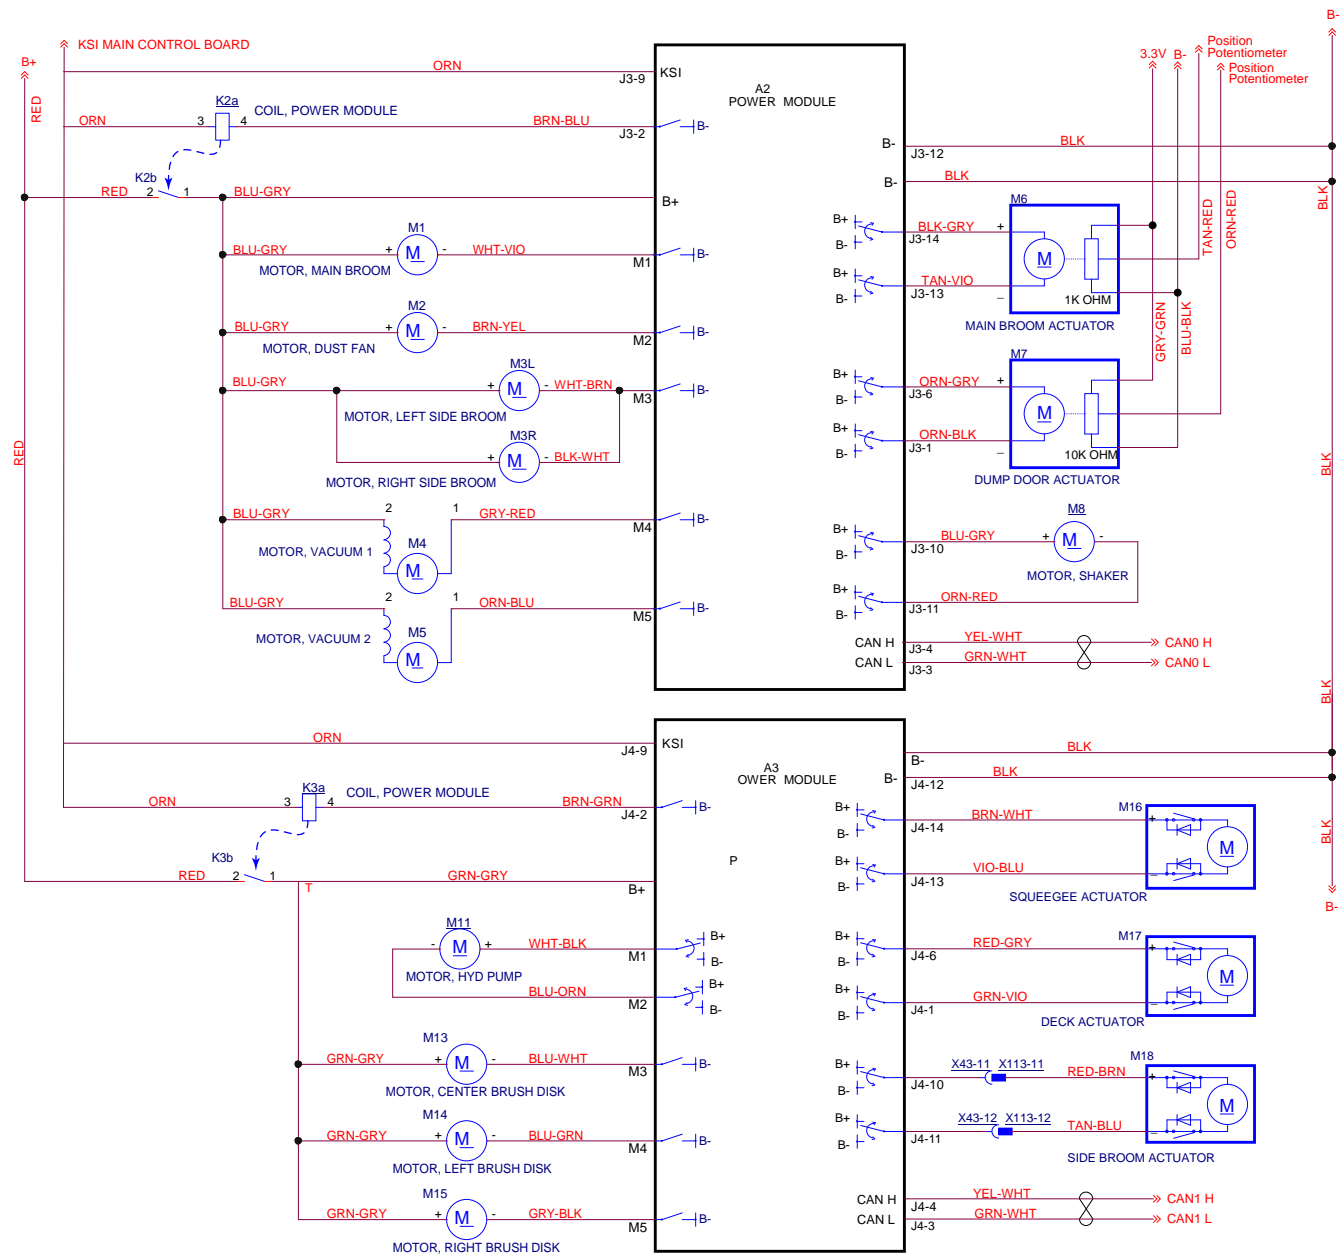 B-
KSI MAIN CONTROL BOARD
B+
ORN
J3-9
KSI
A2
POWER MODULE
3.3V
B-
Position
Potentiometer
Position
Potentiometer
RED
K2a
COIL, POWER MODULE
ORN
3
4
BRN-BLU
J3-2
B-
B-
J3-12
BLK
K2b
RED
2
1
BLU-GRY
B+
B-
BLK
BLK
TAN-RED
ORN-RED
M1
BLU-GRY
+
M
-
WHT-VIO
M1
B-
MOTOR, MAIN BROOM
B+
B-
BLK-GRY
J3-14
B+
B-
TAN-VIO
J3-13
M6
+
M
_
1K OHM
MAIN BROOM ACTUATOR
GRY-GRN
BLU-BLK
M2
BLU-GRY
+
M
-
BRN-YEL
M2
B-
MOTOR, DUST FAN
M3L
BLU-GRY
+
M
-
WHT-BRN
M3
B-
MOTOR, LEFT SIDE BROOM
M3R
+
M
-
BLK-WHT
MOTOR, RIGHT SIDE BROOM
B+
B-
ORN-GRY
J3-6
B+
B-
ORN-BLK
J3-1
M7
+
M
_
10K OHM
DUMP DOOR ACTUATOR
RED
BLK
BLU-GRY
2
1
GRY-RED
M4
B-
MOTOR, VACUUM 1
M4
M
B+
B-
BLU-GRY
J3-10
M8
+
M
-
MOTOR, SHAKER
B+
B-
ORN-RED
J3-11
BLU-GRY
2
1
ORN-BLU
M5
B-
MOTOR, VACUUM 2
M5
M
CAN H
J3-4
YEL-WHT
CAN0 H
CAN L
J3-3
GRN-WHT
CAN0 L
BLK
ORN
J4-9
KSI
A3
OWER MODULE
P
B-
BLK
B-
J4-12
BLK
K3a
COIL, POWER MODULE
ORN
3
4
BRN-GRN
J4-2
B-
B+
B-
BRN-WHT
J4-14
B+
B-
VIO-BLU
J4-13
M16
+
M
_
SQUEEGEE ACTUATOR
BLK
B-
K3b
RED
2
1
T
GRN-GRY
B+
M11
-
M
+
WHT-BLK
M1
B+
B-
MOTOR, HYD PUMP
BLU-ORN
M2
B+
B-
B+
B-
RED-GRY
J4-6
B+
B-
GRN-VIO
J4-1
M17
+
M
_
DECK ACTUATOR
M13
GRN-GRY
+
M
-
BLU-WHT
M3
B-
MOTOR, CENTER BRUSH DISK
B+
B-
J4-10
X43-11
X113-11
RED-BRN
B+
B-
J4-11
X43-12
X113-12
TAN-BLU
M18
+
M
_
SIDE BROOM ACTUATOR
M14
GRN-GRY
+
M
-
BLU-GRN
M4
B-
MOTOR, LEFT BRUSH DISK
M15
GRN-GRY
+
M
-
GRY-BLK
M5
B-
MOTOR, RIGHT BRUSH DISK
CAN H
J4-4
YEL-WHT
CAN1 H
CAN L
J4-3
GRN-WHT
CAN1 L